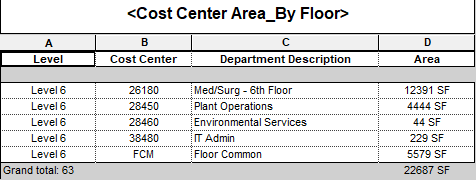 <Cost Center Area_By Floor>
A B C D
Level Cost Center Department Description Area
Level 6 26180 Med/Surg - 6th Floor 12391 SF
Level 6 28450 Plant Operations 4444 SF
Level 6 28460 Environmental Services 44 SF
Level 6 38480 IT Admin 229 SF
Level 6 FCM Floor Common 5579 SF
Grand total: 63 22687 SF